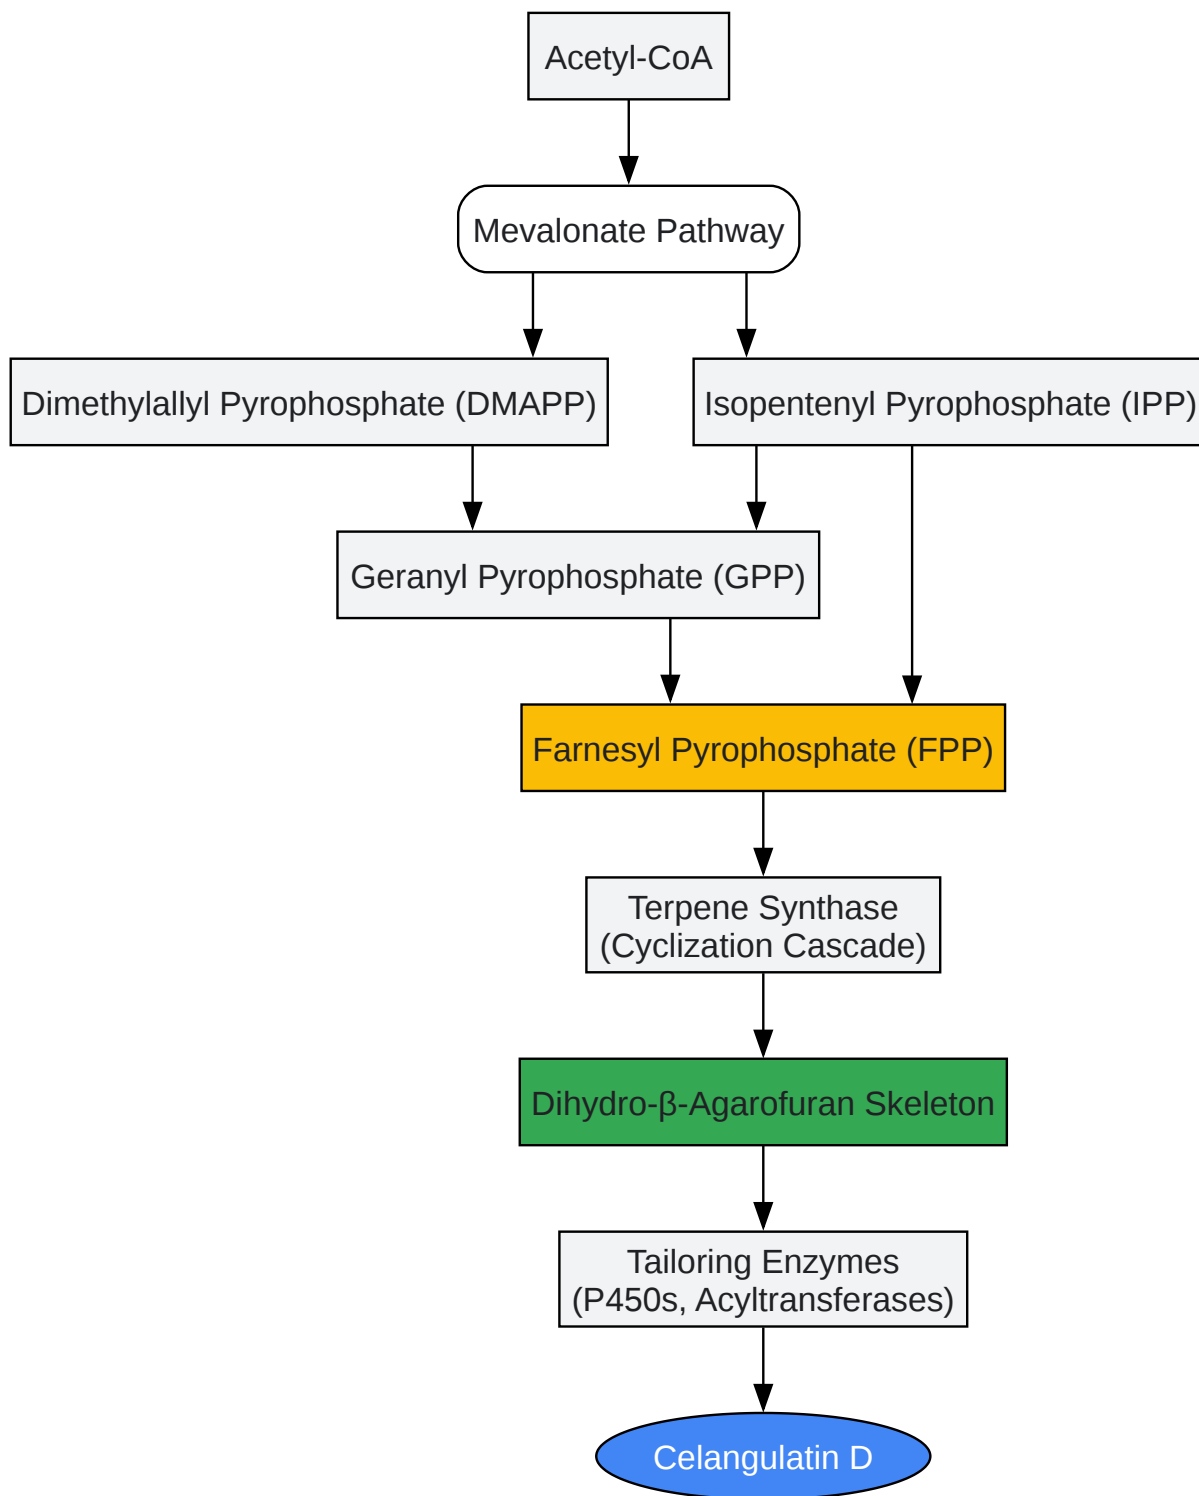 Acetyl-CoA
Mevalonate Pathway
Dimethylallyl Pyrophosphate (DMAPP)
Isopentenyl Pyrophosphate (IPP)
Geranyl Pyrophosphate (GPP)
Farnesyl Pyrophosphate (FPP)
Terpene Synthase
(Cyclization Cascade)
Dihydro-β-Agarofuran Skeleton
Tailoring Enzymes
(P450s, Acyltransferases)
Celangulatin D